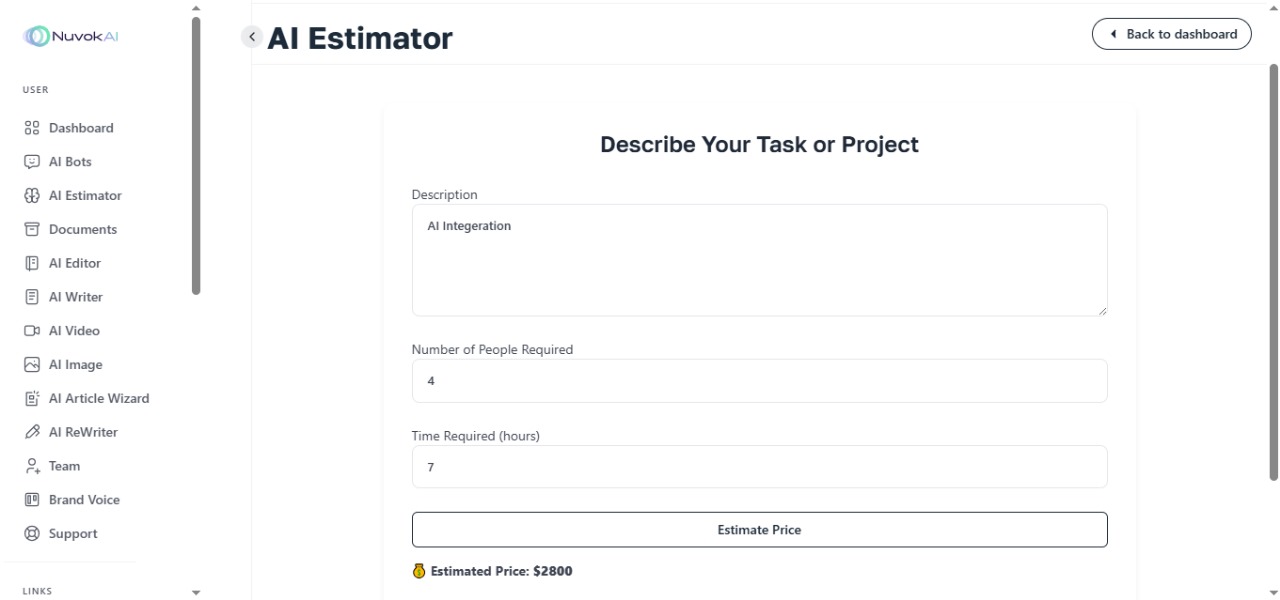 NuvokAI
AI Estimator
Back to dashboard
USER
Dashboard
AI Bots
AI Estimator
Documents
AI Editor
AI Writer
AI Video
AI Image
AI Article Wizard
AI ReWriter
Team
Brand Voice
Support
LINKS
Describe Your Task or Project
Description
AI Integeration
Number of People Required
4
Time Required (hours)
7
Estimate Price
Estimated Price: $2800